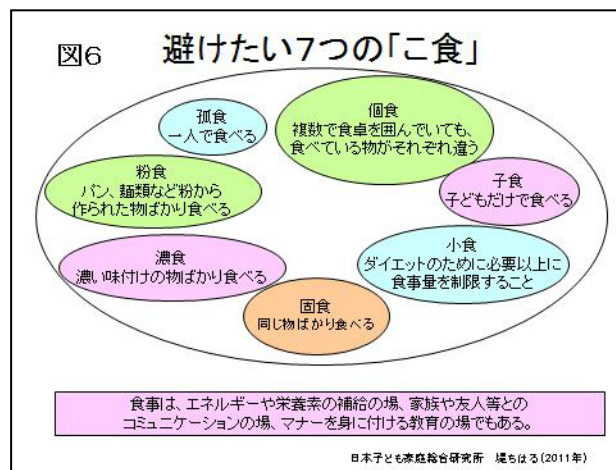 図6
避けたい7つの「こ食」
孤食
一人で食べる
個食
複数で食卓を囲んでいても、
食べている物がそれぞれ違う
粉食
パン、麺類など粉から
作られた物ばかり食べる
子食
子どもだけで食べる
濃食
濃い味付けの物ばかり食べる
小食
ダイエットのために必要以上に
食事量を制限すること
固食
同じ物ばかり食べる
食事は、エネルギーや栄養素の補給の場、家族や友人等との
コミュニケーションの場、マナーを身に付ける教育の場でもある。
日本子ども家庭総合研究所 堤ちはる(2011年)